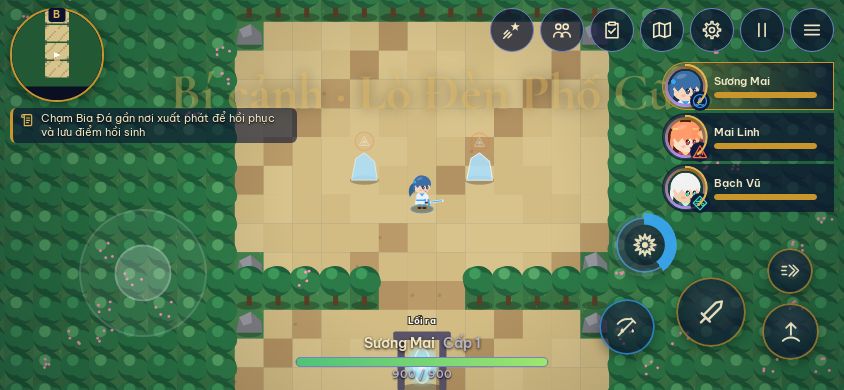 B
Bí cảnh · Lò Đèn Phố Cũ
Chạm Bia Đá gần nơi xuất phát để hồi phục
và lưu điểm hồi sinh
Sương Mai
Mai Linh
Bạch Vũ
Lối ra
Sương Mai Cấp 1
900 / 900